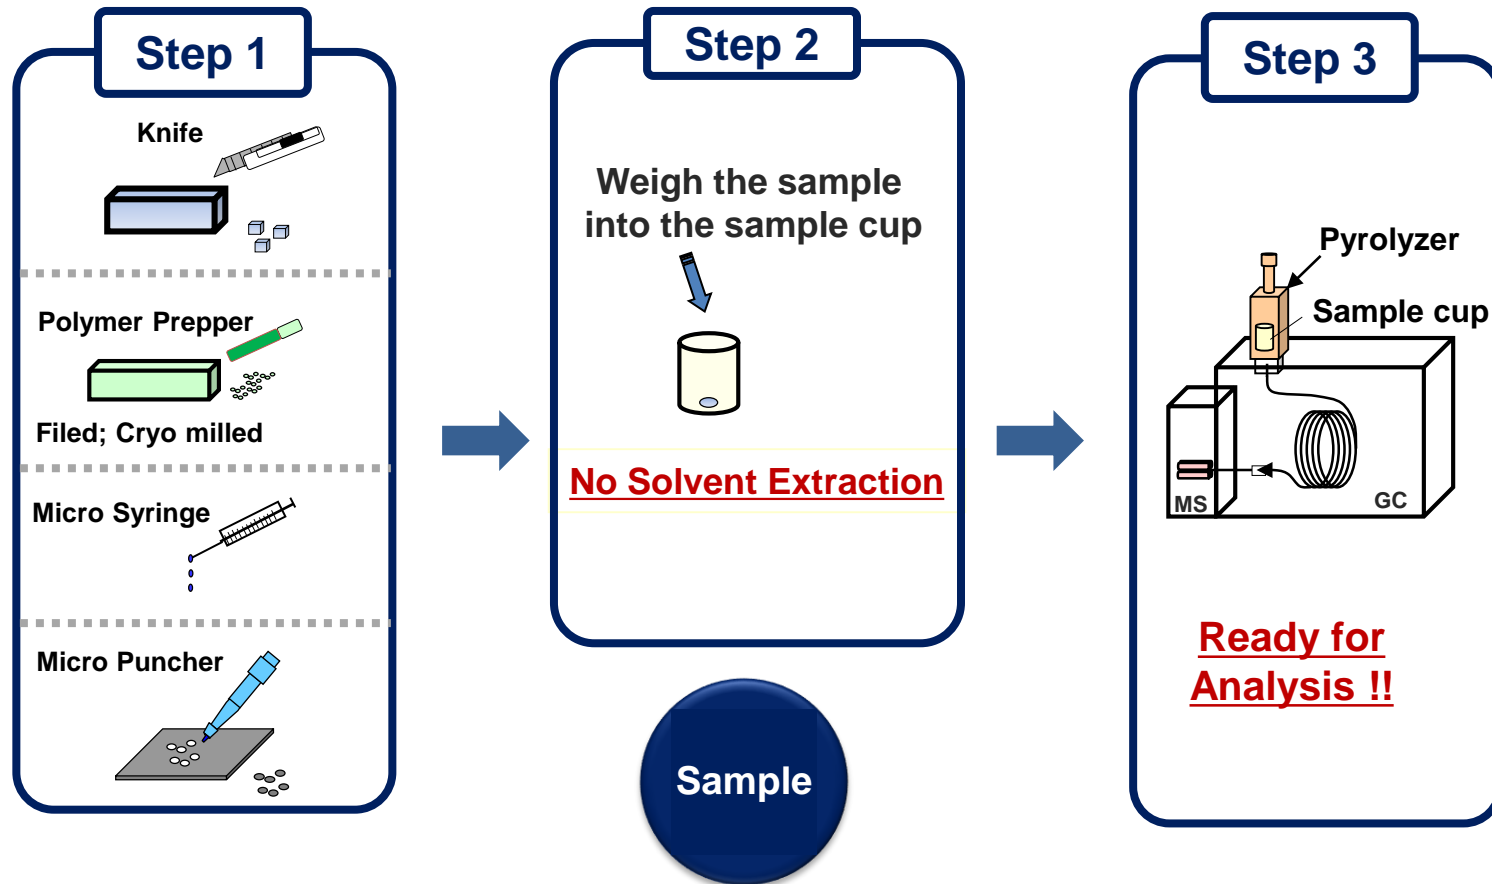 Step 1
Knife
Polymer Prepper
Filed; Cryo milled
Micro Syringe
Micro Puncher
Step 2
Weigh the sample
into the sample cup
No Solvent Extraction
Sample
Step 3
Pyrolyzer
Sample cup
MS
GC
Ready for
Analysis !!